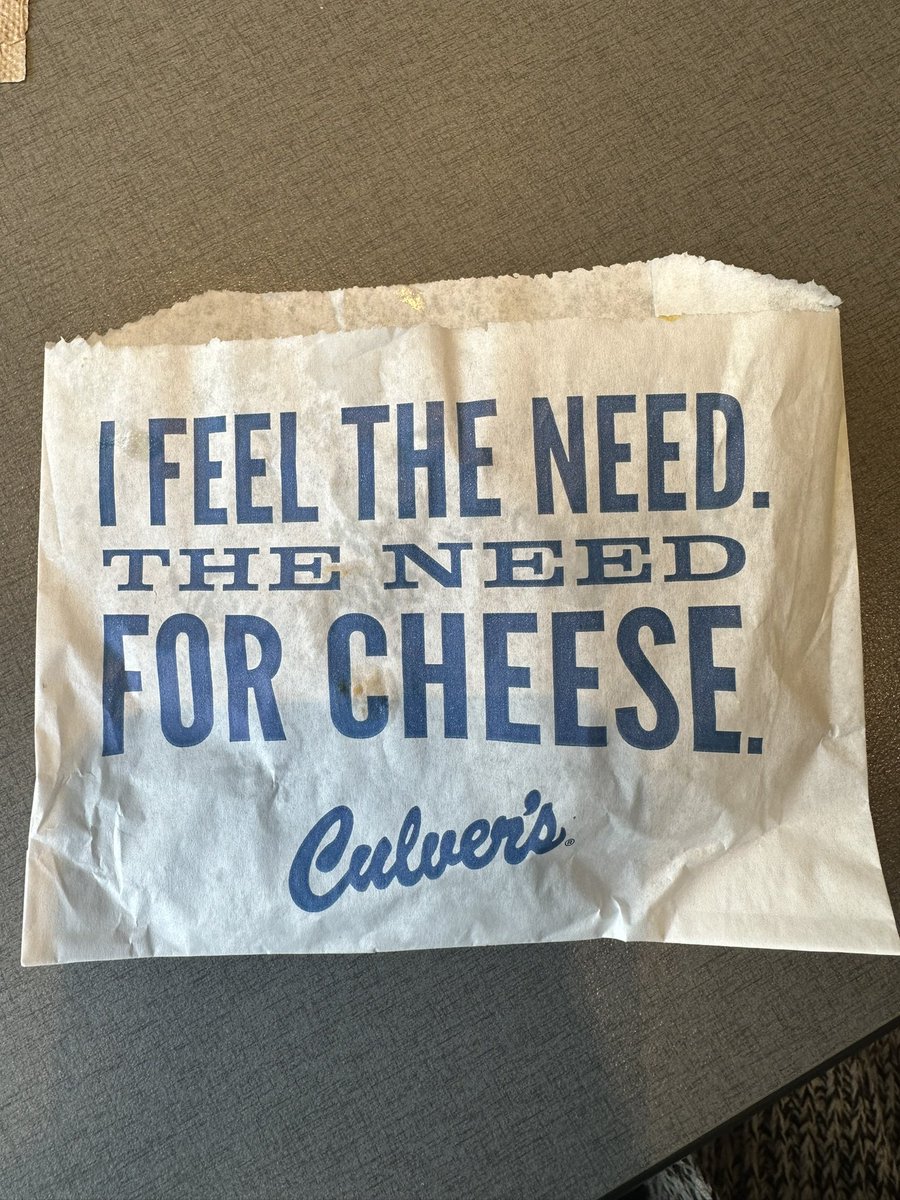 I FEEL THE NEED.
THE NEED
FOR CHEESE.
Culver's®